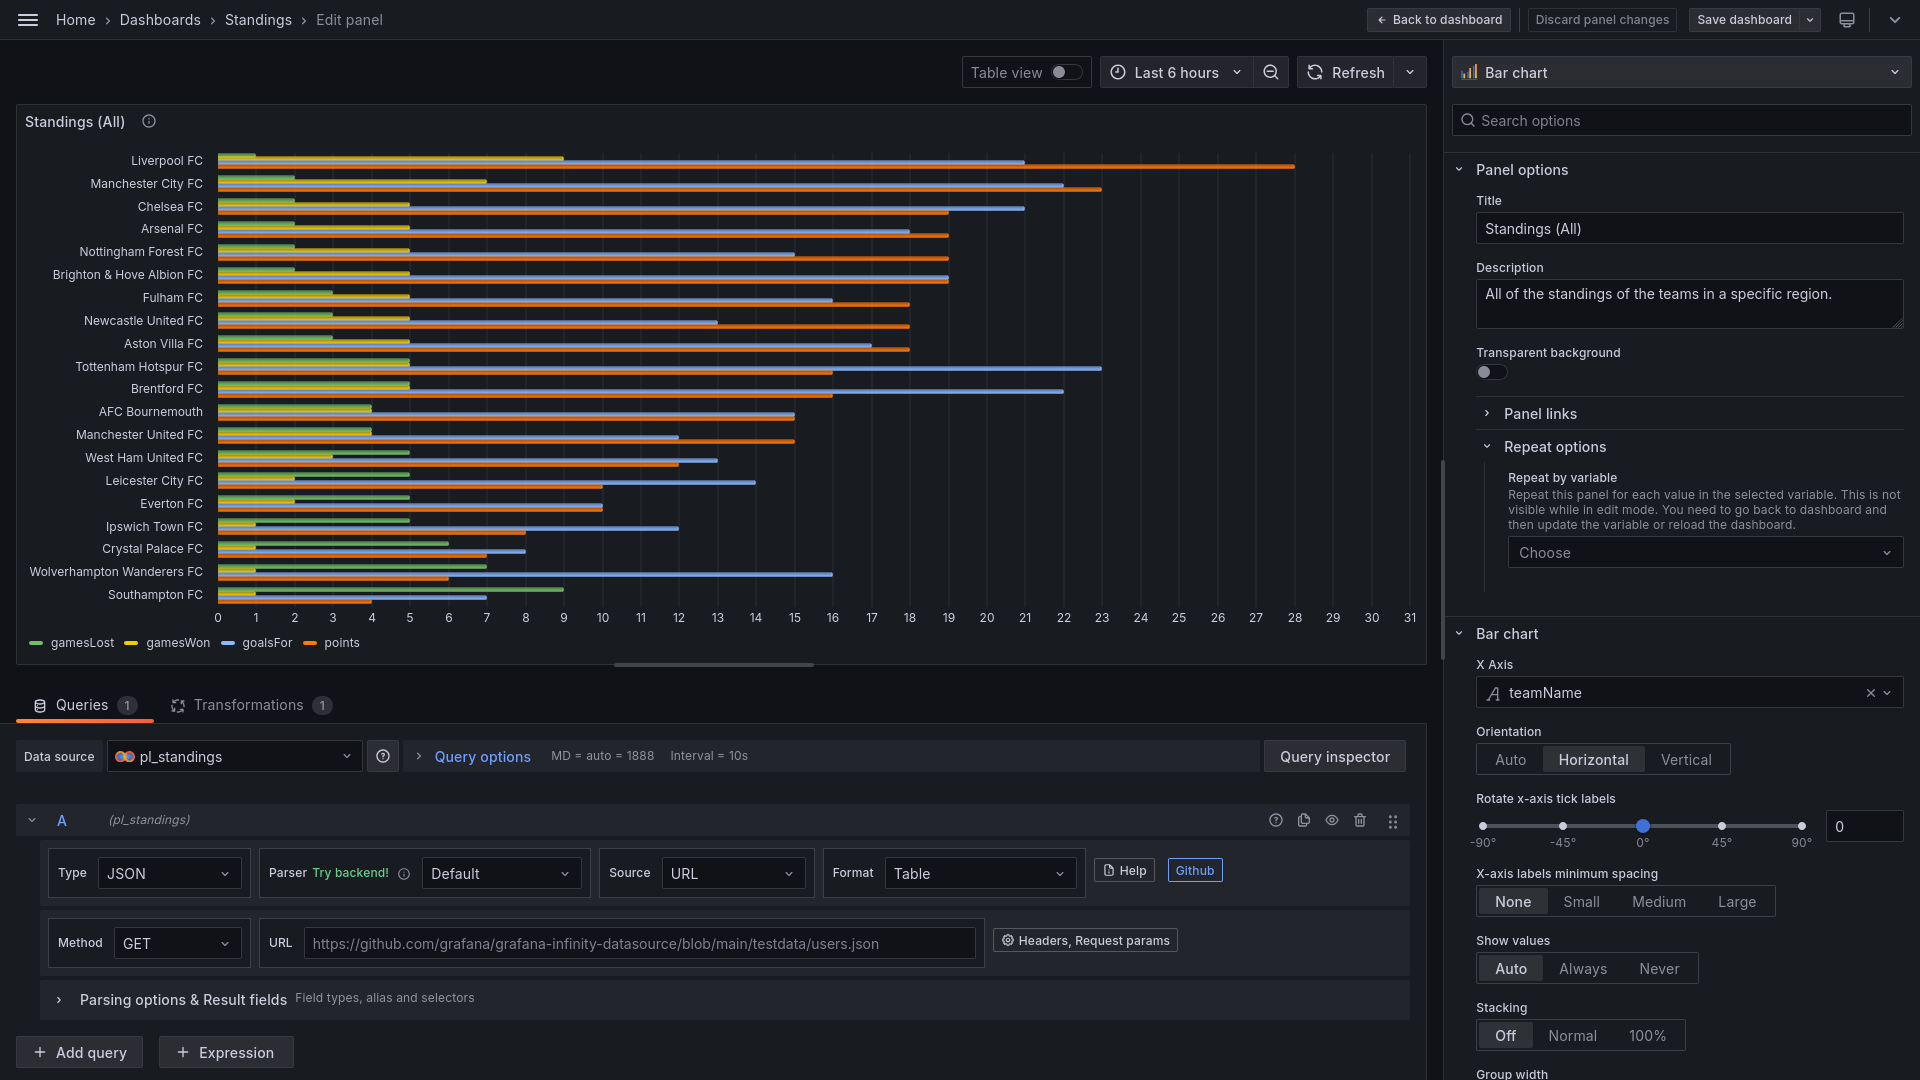 Home › Dashboards › Standings › Edit panel
Back to dashboard
Discard panel changes
Save dashboard
Table view
Last 6 hours
Refresh
Standings (All)
Liverpool FC
Manchester City FC
Chelsea FC
Arsenal FC
Nottingham Forest FC
Brighton & Hove Albion FC
Fulham FC
Newcastle United FC
Aston Villa FC
Tottenham Hotspur FC
Brentford FC
AFC Bournemouth
Manchester United FC
West Ham United FC
Leicester City FC
Everton FC
Ipswich Town FC
Crystal Palace FC
Wolverhampton Wanderers FC
Southampton FC
0 1 2 3 4 5 6 7 8 9 10 11 12 13 14 15 16 17 18 19 20 21 22 23 24 25 26 27 28 29 30 31
gamesLost gamesWon goalsFor points
Queries 1
Transformations 1
Data source
pl_standings
Query options MD = auto = 1888 Interval = 10s
Query inspector
A (pl_standings)
Type JSON
Parser Try backend! Default
Source URL
Format Table
Help
Github
Method GET
URL https://github.com/grafana/grafana-infinity-datasource/blob/main/testdata/users.json
Headers, Request params
Parsing options & Result fields Field types, alias and selectors
+ Add query
+ Expression
Bar chart
Search options
Panel options
Title
Standings (All)
Description
All of the standings of the teams in a specific region.
Transparent background
Panel links
Repeat options
Repeat by variable
Repeat this panel for each value in the selected variable. This is not
visible while in edit mode. You need to go back to dashboard and
then update the variable or reload the dashboard.
Choose
Bar chart
X Axis
teamName
Orientation
Auto Horizontal Vertical
Rotate x-axis tick labels
0
-90° -45° 0° 45° 90°
X-axis labels minimum spacing
None Small Medium Large
Show values
Auto Always Never
Stacking
Off Normal 100%
Group width